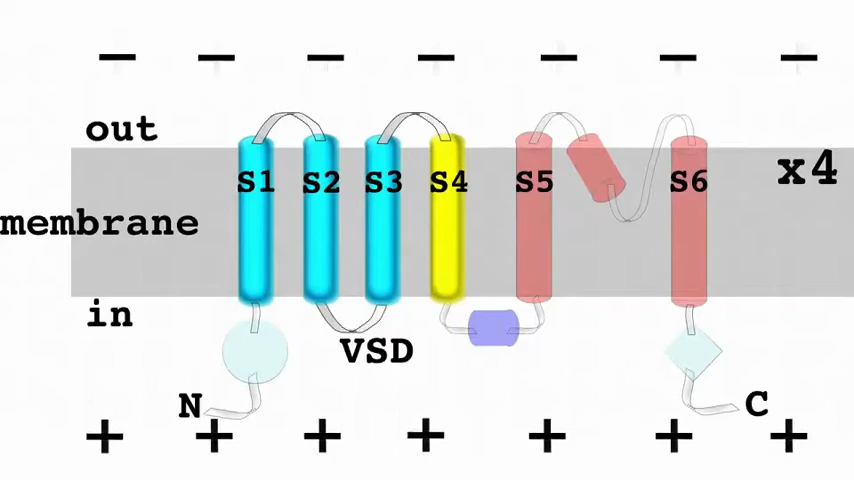 − − − − − − −
out
x4
S1 S2 S3 S4 S5 S6
membrane
in
VSD
N C
+ + + + + + +